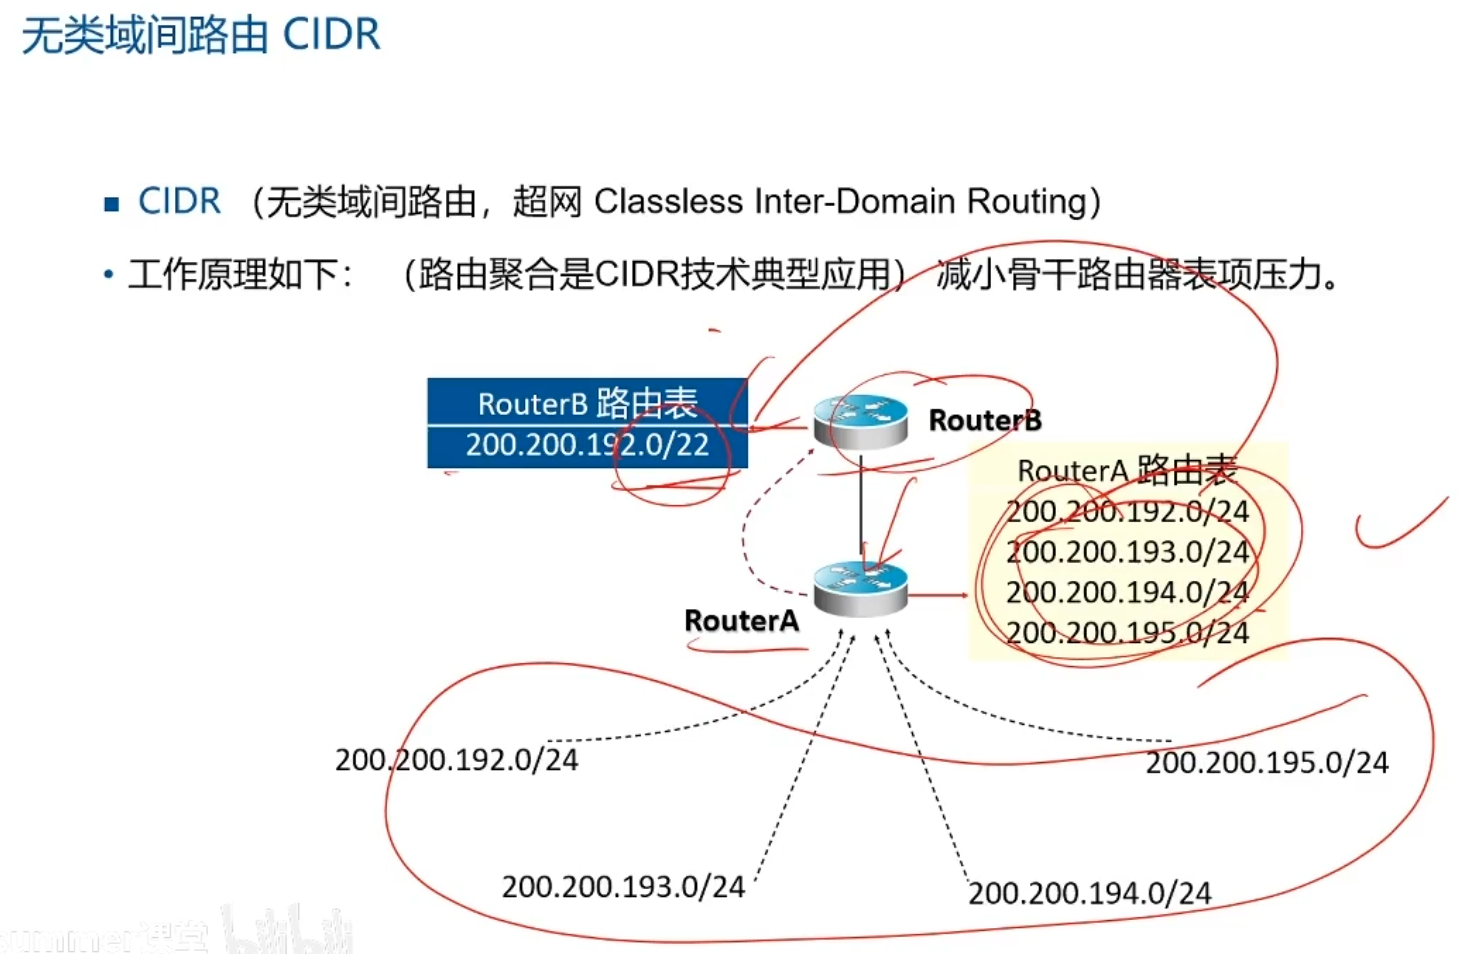 无类域间路由 CIDR
CIDR （无类域间路由，超网 Classless Inter-Domain Routing）
工作原理如下： （路由聚合是CIDR技术典型应用） 减小骨干路由器表项压力。
RouterB 路由表
200.200.192.0/22
RouterB
RouterA 路由表
200.200.192.0/24
200.200.193.0/24
200.200.194.0/24
200.200.195.0/24
RouterA
200.200.192.0/24
200.200.195.0/24
200.200.193.0/24
200.200.194.0/24
summer课堂 bilibili